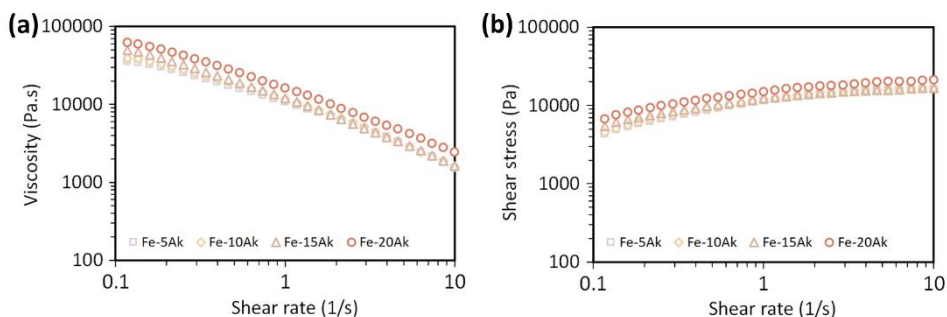 (a)
Viscosity (Pa.s)
100000
10000
1000
100
Fe-5Ak Fe-10Ak Fe-15Ak Fe-20Ak
0.1 1 10
Shear rate (1/s)
(b)
Shear stress (Pa)
100000
10000
1000
100
Fe-5Ak Fe-10Ak Fe-15Ak Fe-20Ak
0.1 1 10
Shear rate (1/s)